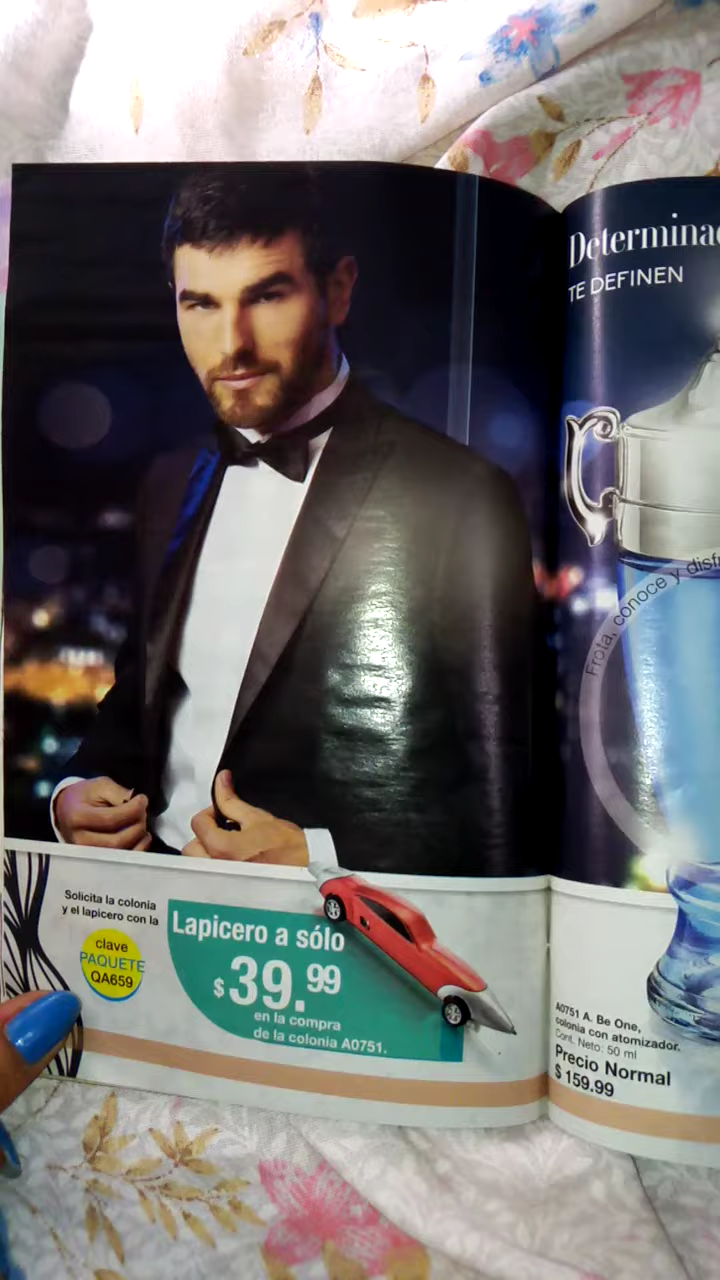 Solicita la colonia
y el lapicero con la
clave
PAQUETE
QA659
Lapicero a sólo
$39.99
en la compra
de la colonia A0751.
TE DEFINEN
Frota, conoce y
A0751 A. Be One,
colonia con atomizador.
Cont. Neto: 50 ml
Precio Normal
$ 159.99